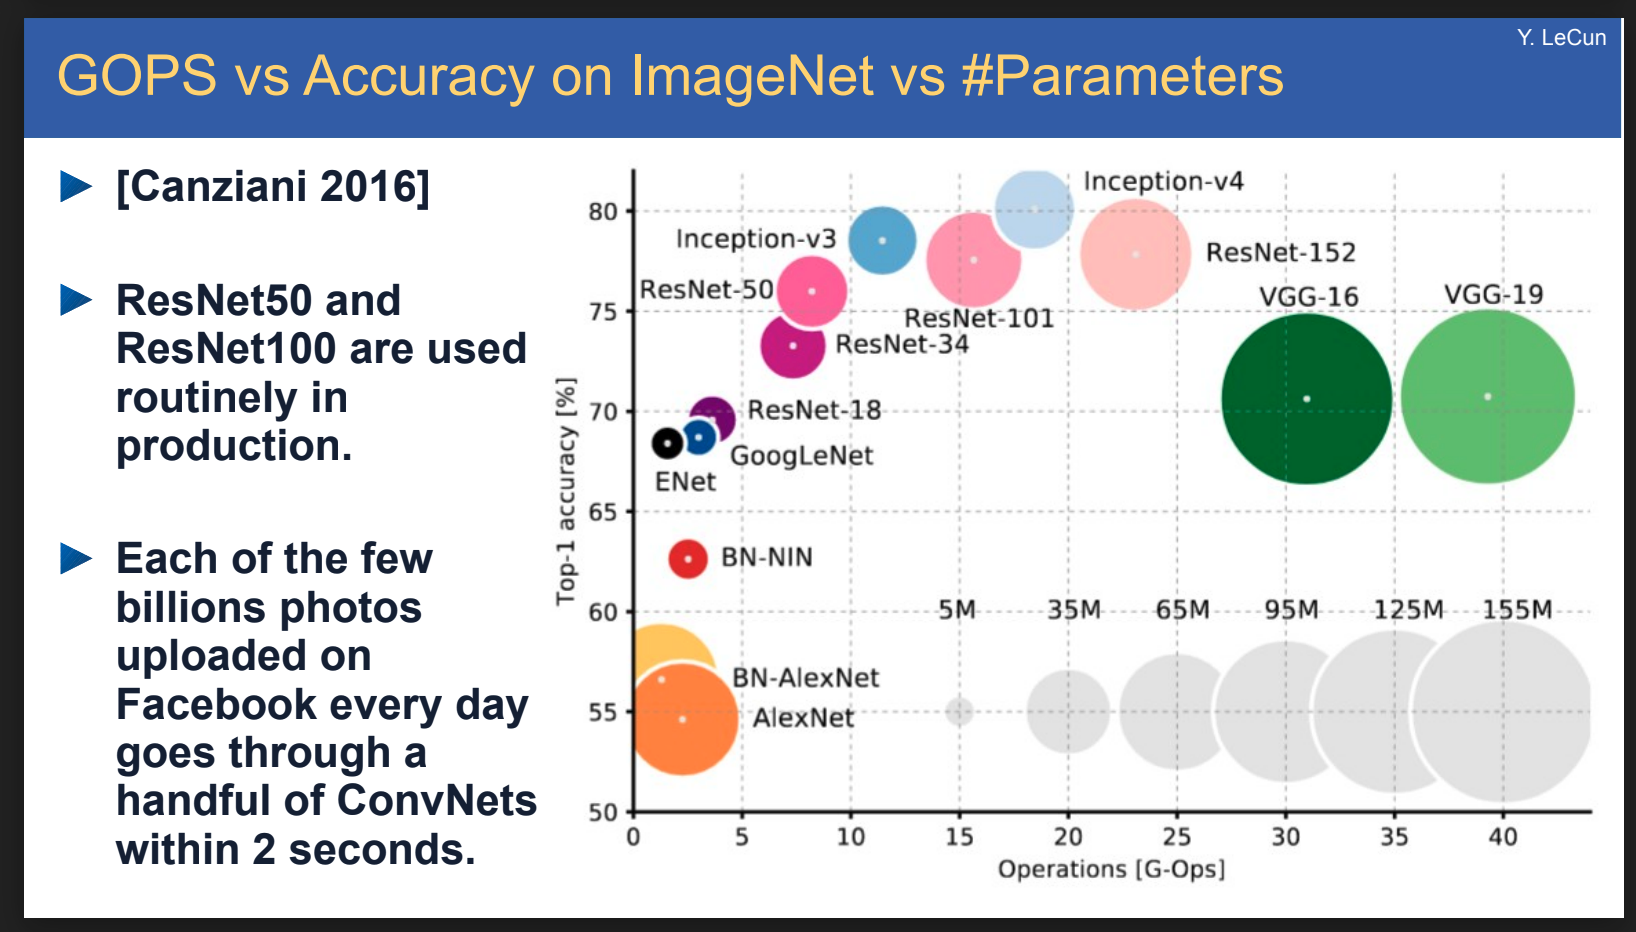 Y. LeCun
GOPS vs Accuracy on ImageNet vs #Parameters
[Canziani 2016]
ResNet50 and
ResNet100 are used
routinely in
production.
Each of the few
billions photos
uploaded on
Facebook every day
goes through a
handful of ConvNets
within 2 seconds.
Top-1 accuracy [%]
80
75
70
65
60
55
50
Inception-v4
Inception-v3
ResNet-152
ResNet-50
VGG-16
VGG-19
ResNet-101
ResNet-34
ResNet-18
GoogLeNet
ENet
BN-NIN
5M
35M
65M
95M
125M
155M
BN-AlexNet
AlexNet
0
5
10
15
20
25
30
35
40
Operations [G-Ops]